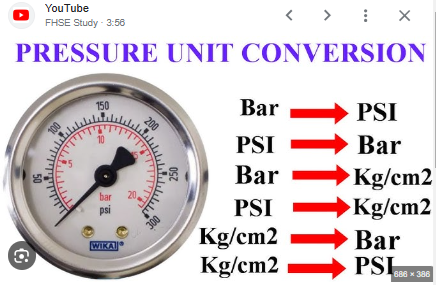 YouTube
FHSE Study · 3:56
PRESSURE UNIT CONVERSION
Bar PSI
PSI Bar
Bar Kg/cm2
PSI Kg/cm2
Kg/cm2 Bar
Kg/cm2 PSI
50
100
150
200
250
300
5
10
15
20
bar
psi
WIKA
686 × 386